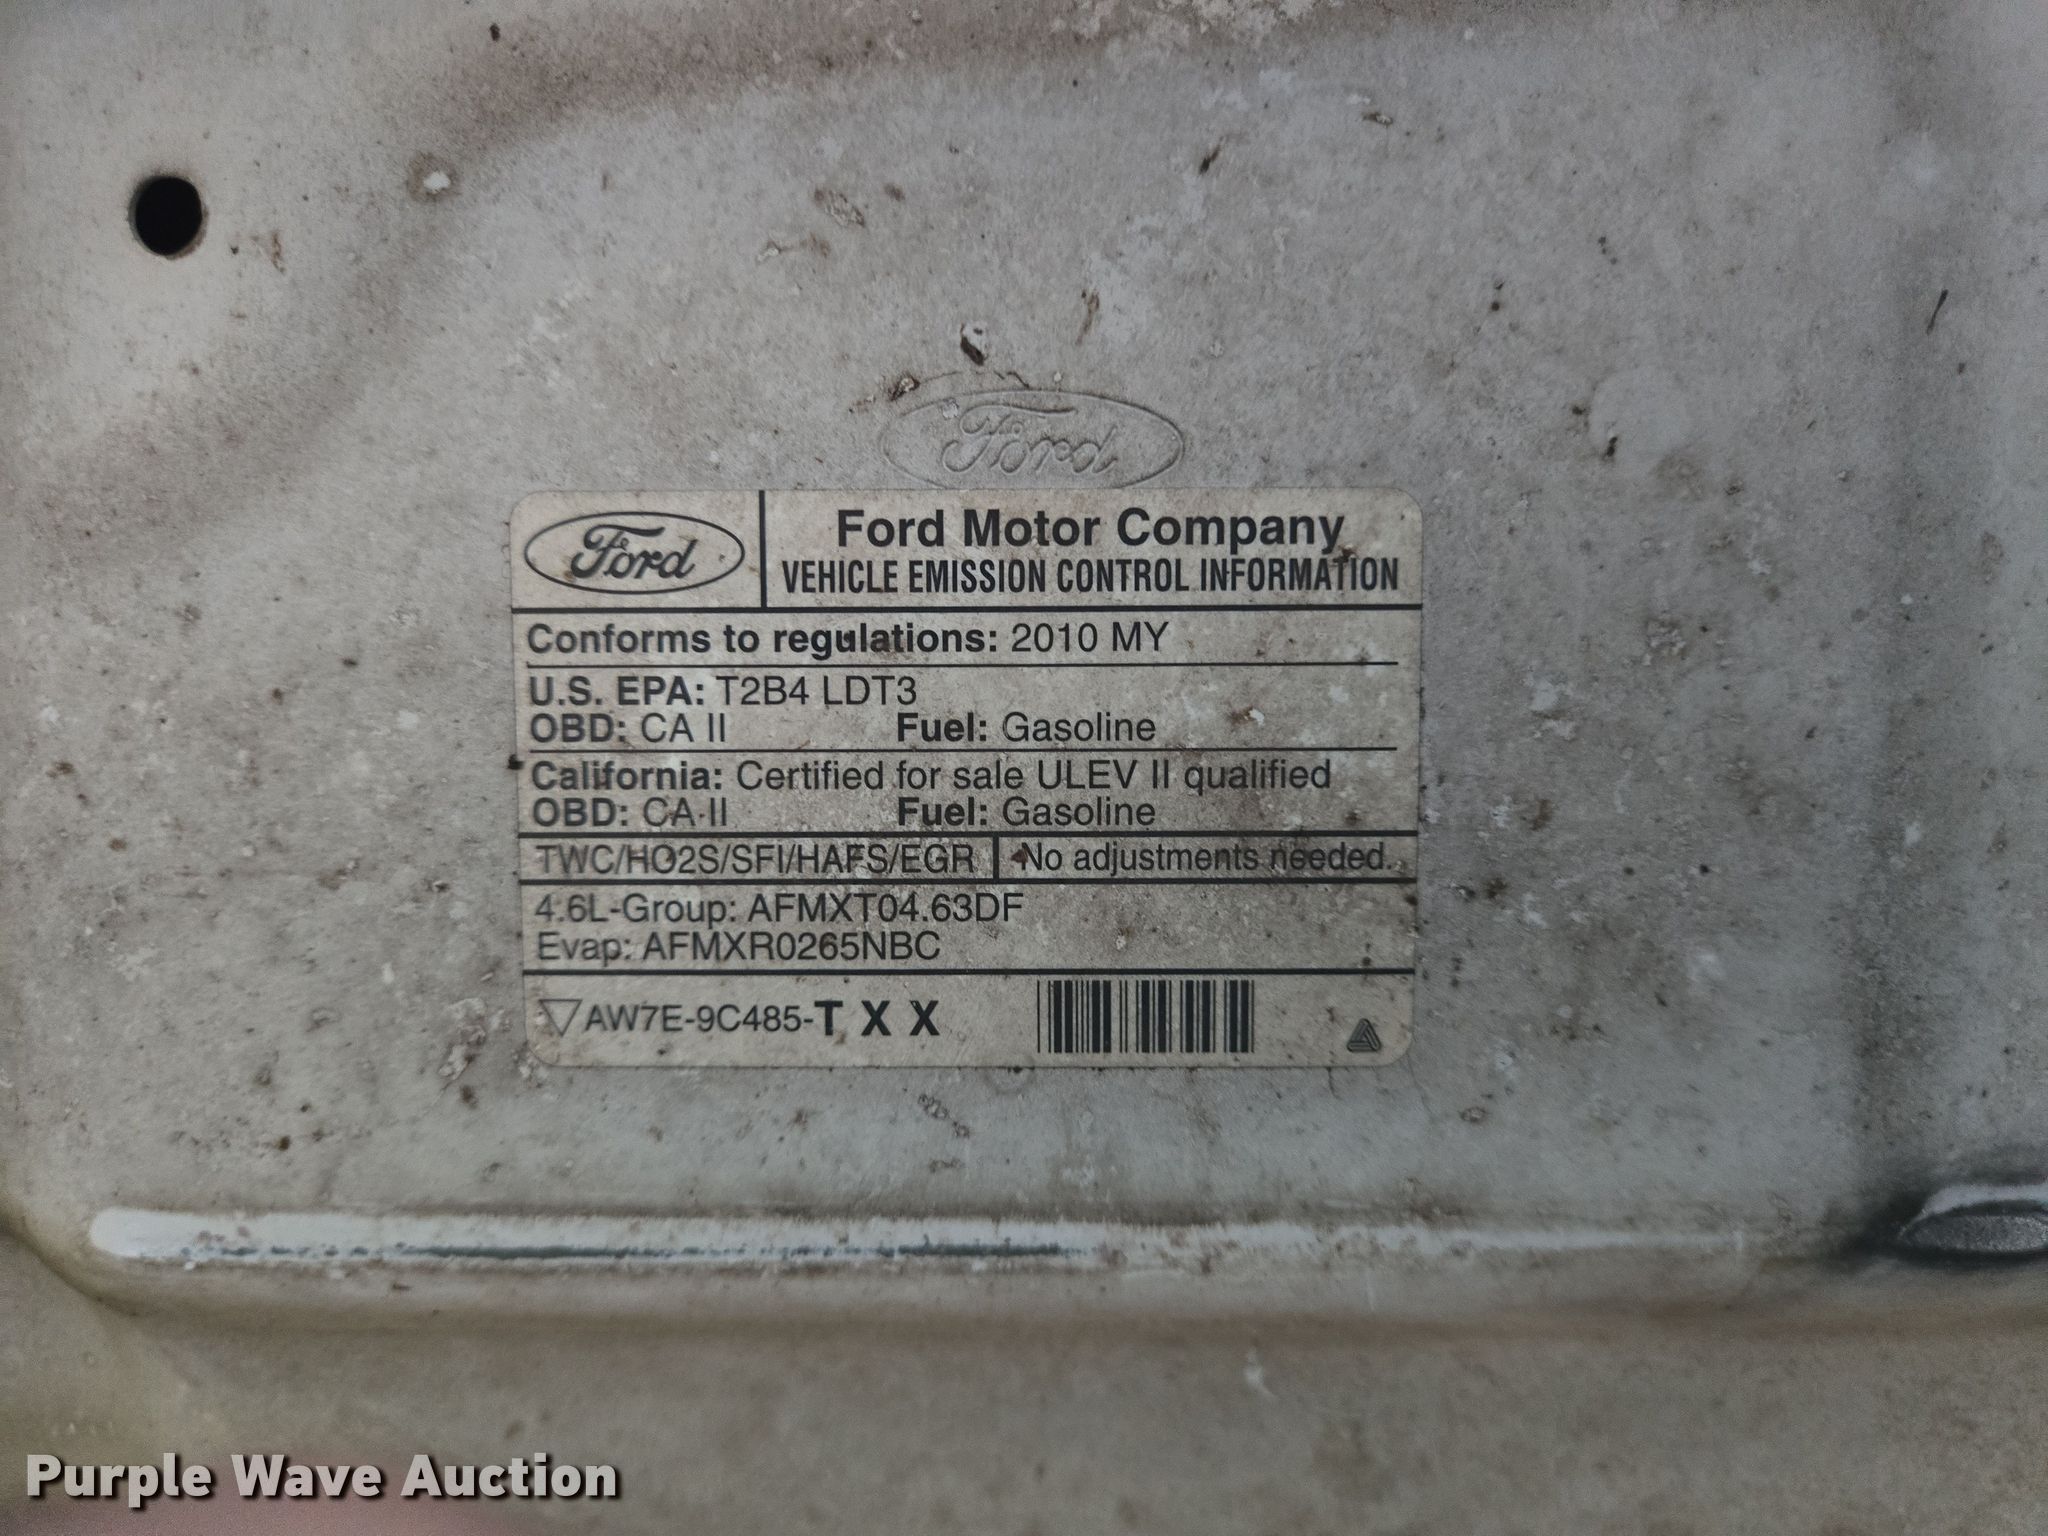 Ford
Ford
Ford Motor Company
VEHICLE EMISSION CONTROL INFORMATION
Conforms to regulations: 2010 MY
U.S. EPA: T2B4 LDT3
OBD: CA II Fuel: Gasoline
California: Certified for sale ULEV II qualified
OBD: CA II Fuel: Gasoline
TWC/HO2S/SFI/HAFS/EGR No adjustments needed.
4.6L-Group: AFMXT04.63DF
Evap: AFMXR0265NBC
AW7E-9C485-T X X
Purple Wave Auction